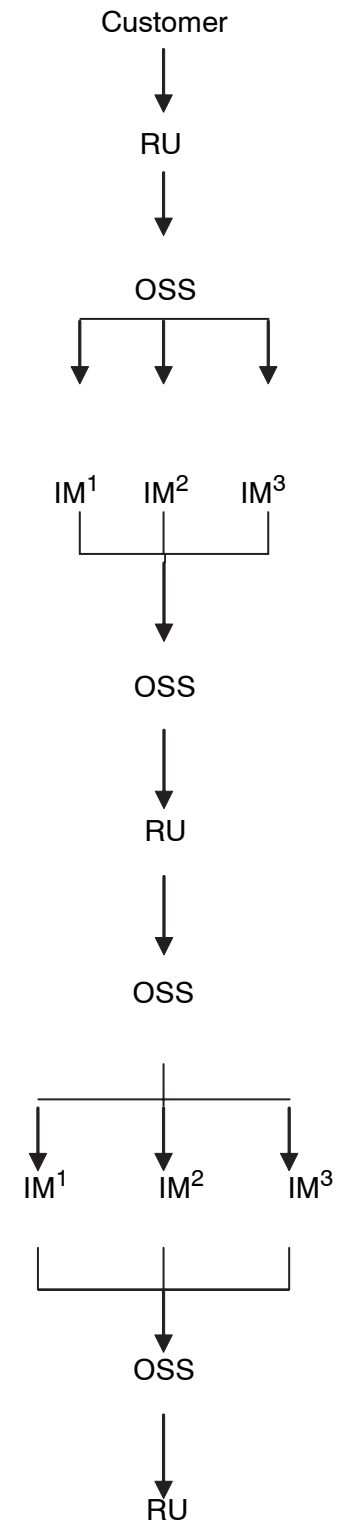 Customer
RU
OSS
IM¹ IM² IM³
OSS
RU
OSS
IM¹ IM² IM³
OSS
RU